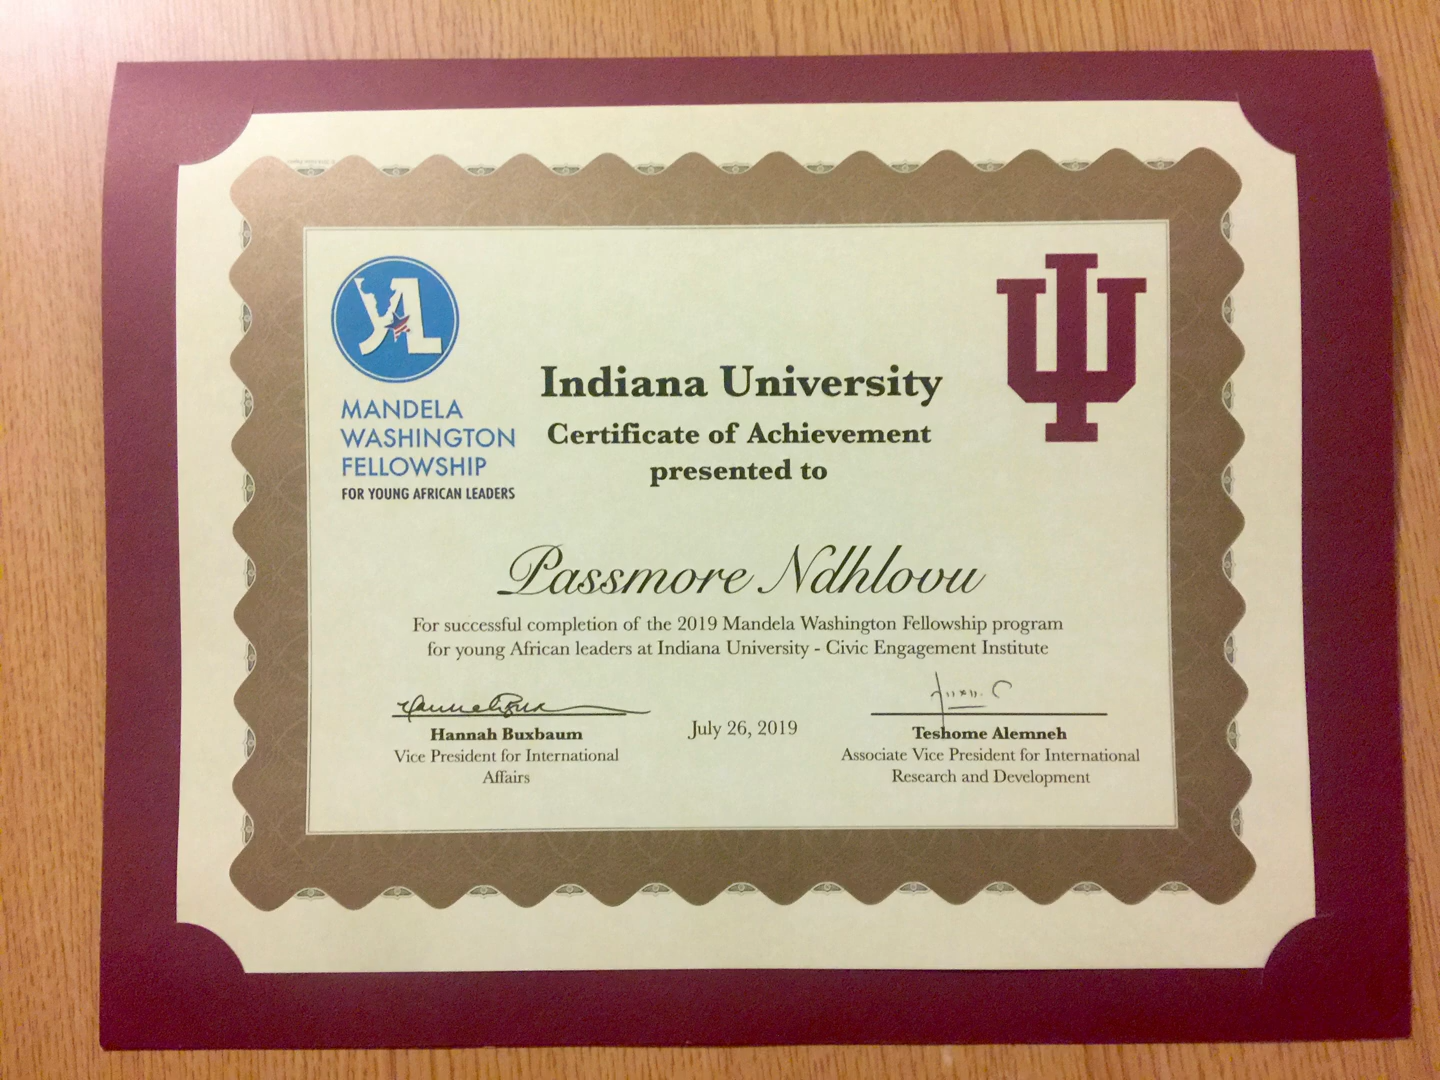 MANDELA
WASHINGTON
FELLOWSHIP
FOR YOUNG AFRICAN LEADERS
Indiana University
Certificate of Achievement
presented to
Passmore Ndhlovu
For successful completion of the 2019 Mandela Washington Fellowship program
for young African leaders at Indiana University - Civic Engagement Institute
Hannah Buxbaum
Vice President for International
Affairs
July 26, 2019
Teshome Alemneh
Associate Vice President for International
Research and Development